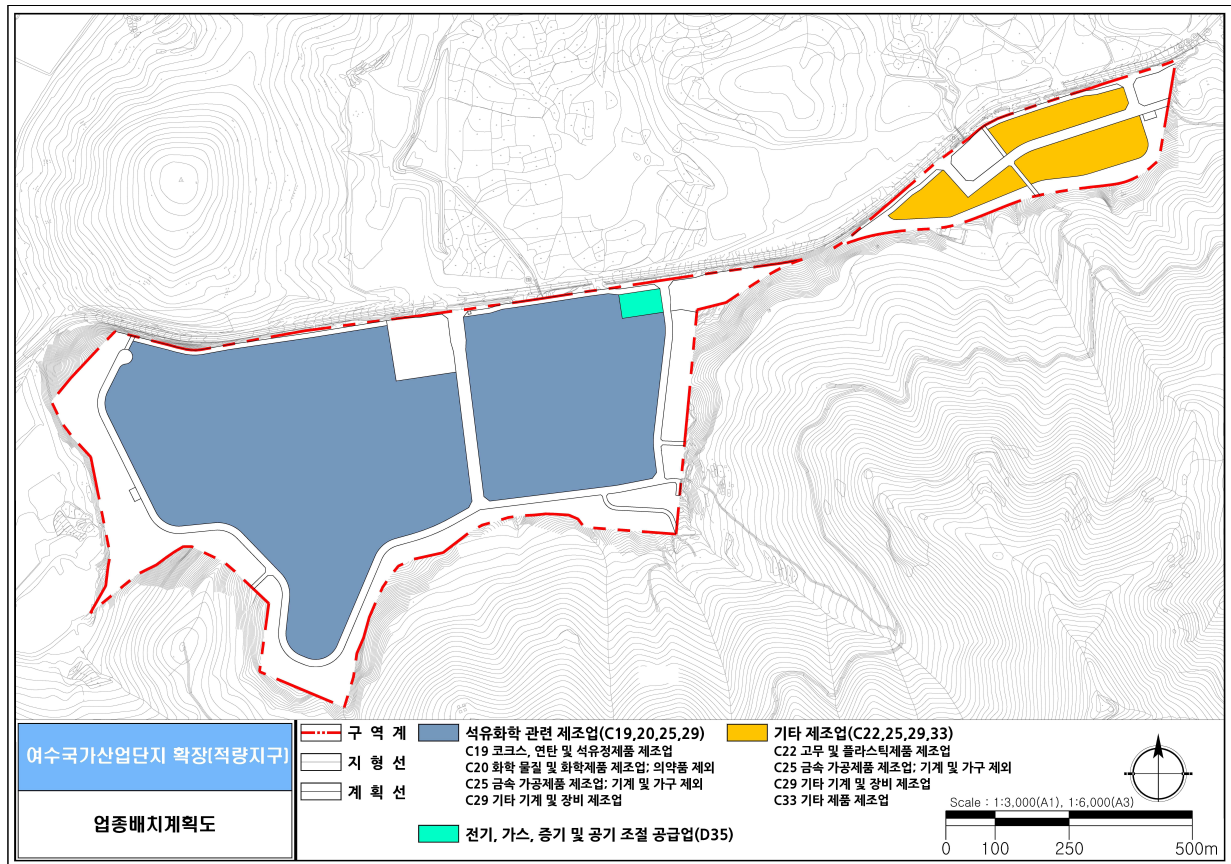 여수국가산업단지 확장(적량지구)
업종배치계획도
구 역 계
지 형 선
계 획 선
석유화학 관련 제조업(C19,20,25,29)
C19 코크스, 연탄 및 석유정제품 제조업
C20 화학 물질 및 화학제품 제조업; 의약품 제외
C25 금속 가공제품 제조업; 기계 및 가구 제외
C29 기타 기계 및 장비 제조업
전기, 가스, 증기 및 공기 조절 공급업(D35)
기타 제조업(C22,25,29,33)
C22 고무 및 플라스틱제품 제조업
C25 금속 가공제품 제조업; 기계 및 가구 제외
C29 기타 기계 및 장비 제조업
C33 기타 제품 제조업
Scale : 1:3,000(A1), 1:6,000(A3)
0 100 250 500m